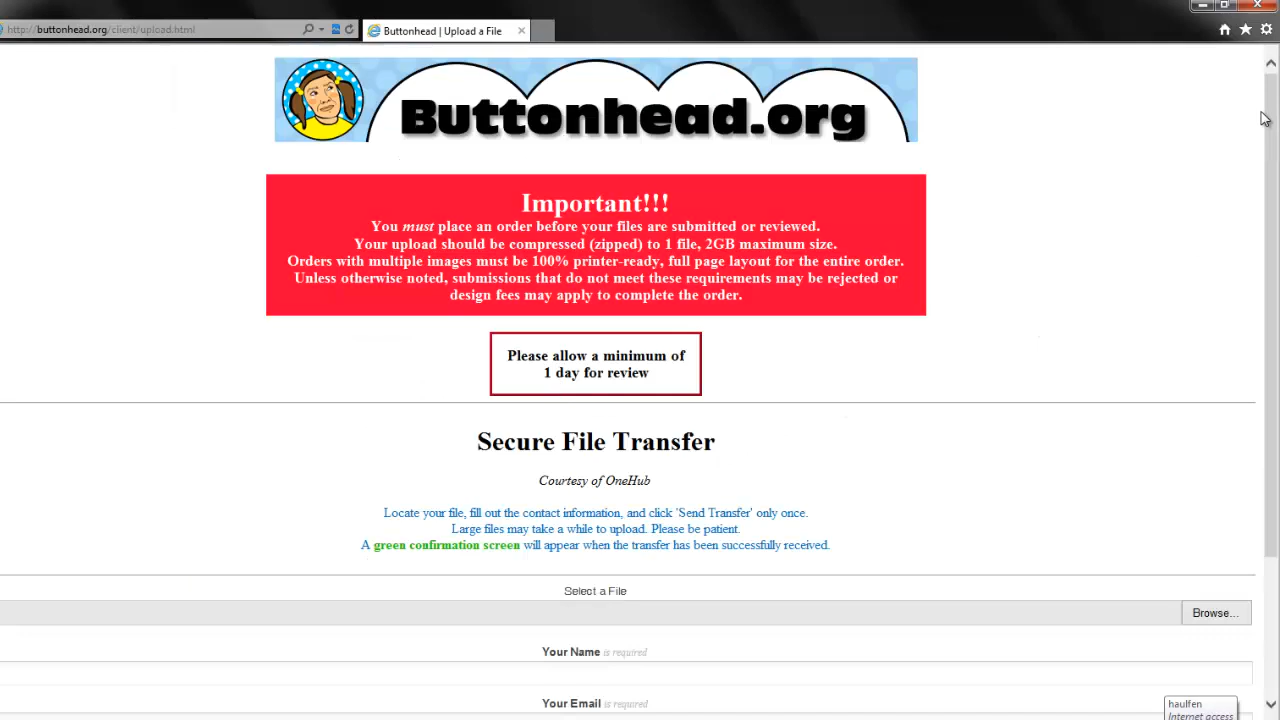 http://buttonhead.org/client/upload.html
Buttonhead | Upload a File
Buttonhead.org
Important!!!
You must place an order before your files are submitted or reviewed.
Your upload should be compressed (zipped) to 1 file, 2GB maximum size.
Orders with multiple images must be 100% printer-ready, full page layout for the entire order.
Unless otherwise noted, submissions that do not meet these requirements may be rejected or
design fees may apply to complete the order.
Please allow a minimum of
1 day for review
Secure File Transfer
Courtesy of OneHub
Locate your file, fill out the contact information, and click 'Send Transfer' only once.
Large files may take a while to upload. Please be patient.
A green confirmation screen will appear when the transfer has been successfully received.
Select a File
Browse...
Your Name is required
Your Email is required
haulfen
Internet access